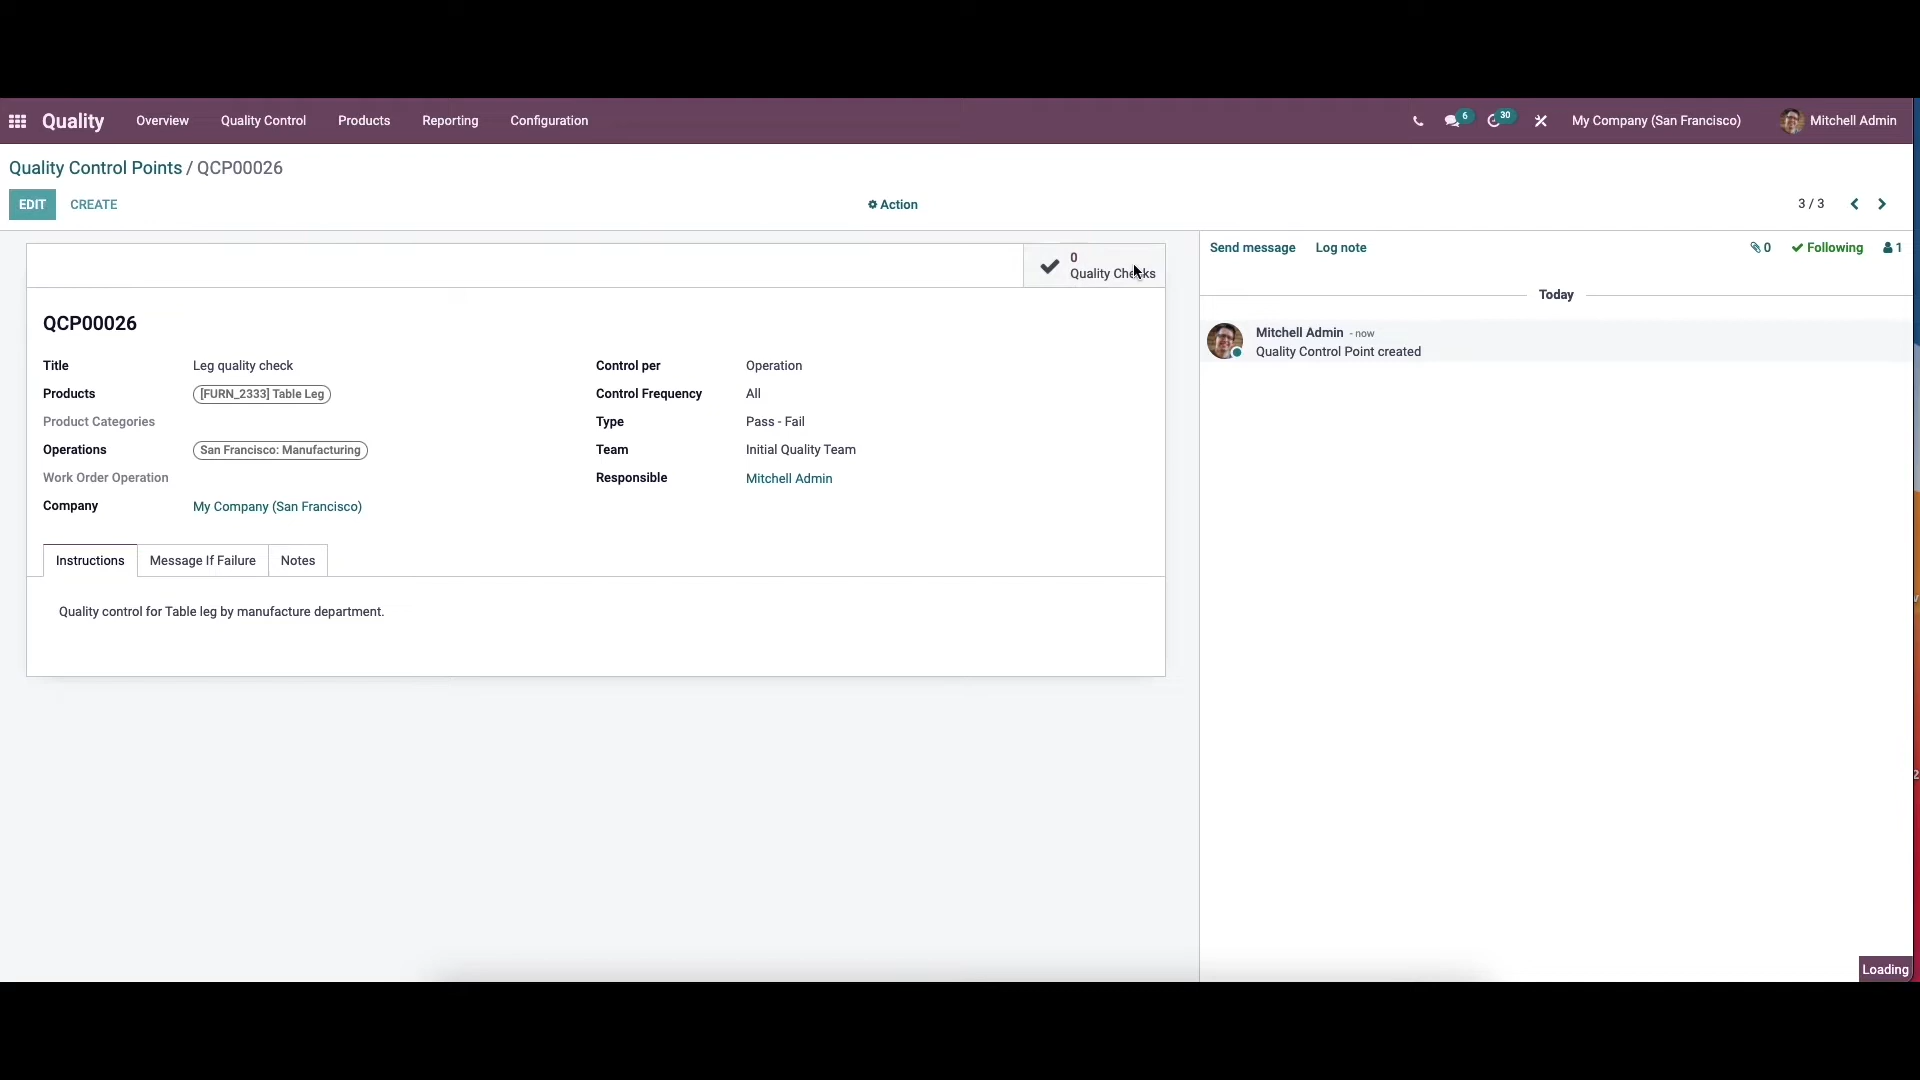 Quality Overview Quality Control Products Reporting Configuration 6 30 My Company (San Francisco) Mitchell Admin
Quality Control Points / QCP00026
EDIT CREATE Action 3 / 3
0
Quality Checks
Send message Log note 0 Following 1
Today
Mitchell Admin - now
Quality Control Point created
QCP00026
Title Leg quality check
Products [FURN_2333] Table Leg
Product Categories
Operations San Francisco: Manufacturing
Work Order Operation
Company My Company (San Francisco)
Control per Operation
Control Frequency All
Type Pass - Fail
Team Initial Quality Team
Responsible Mitchell Admin
Instructions Message If Failure Notes
Quality control for Table leg by manufacture department.
Loading